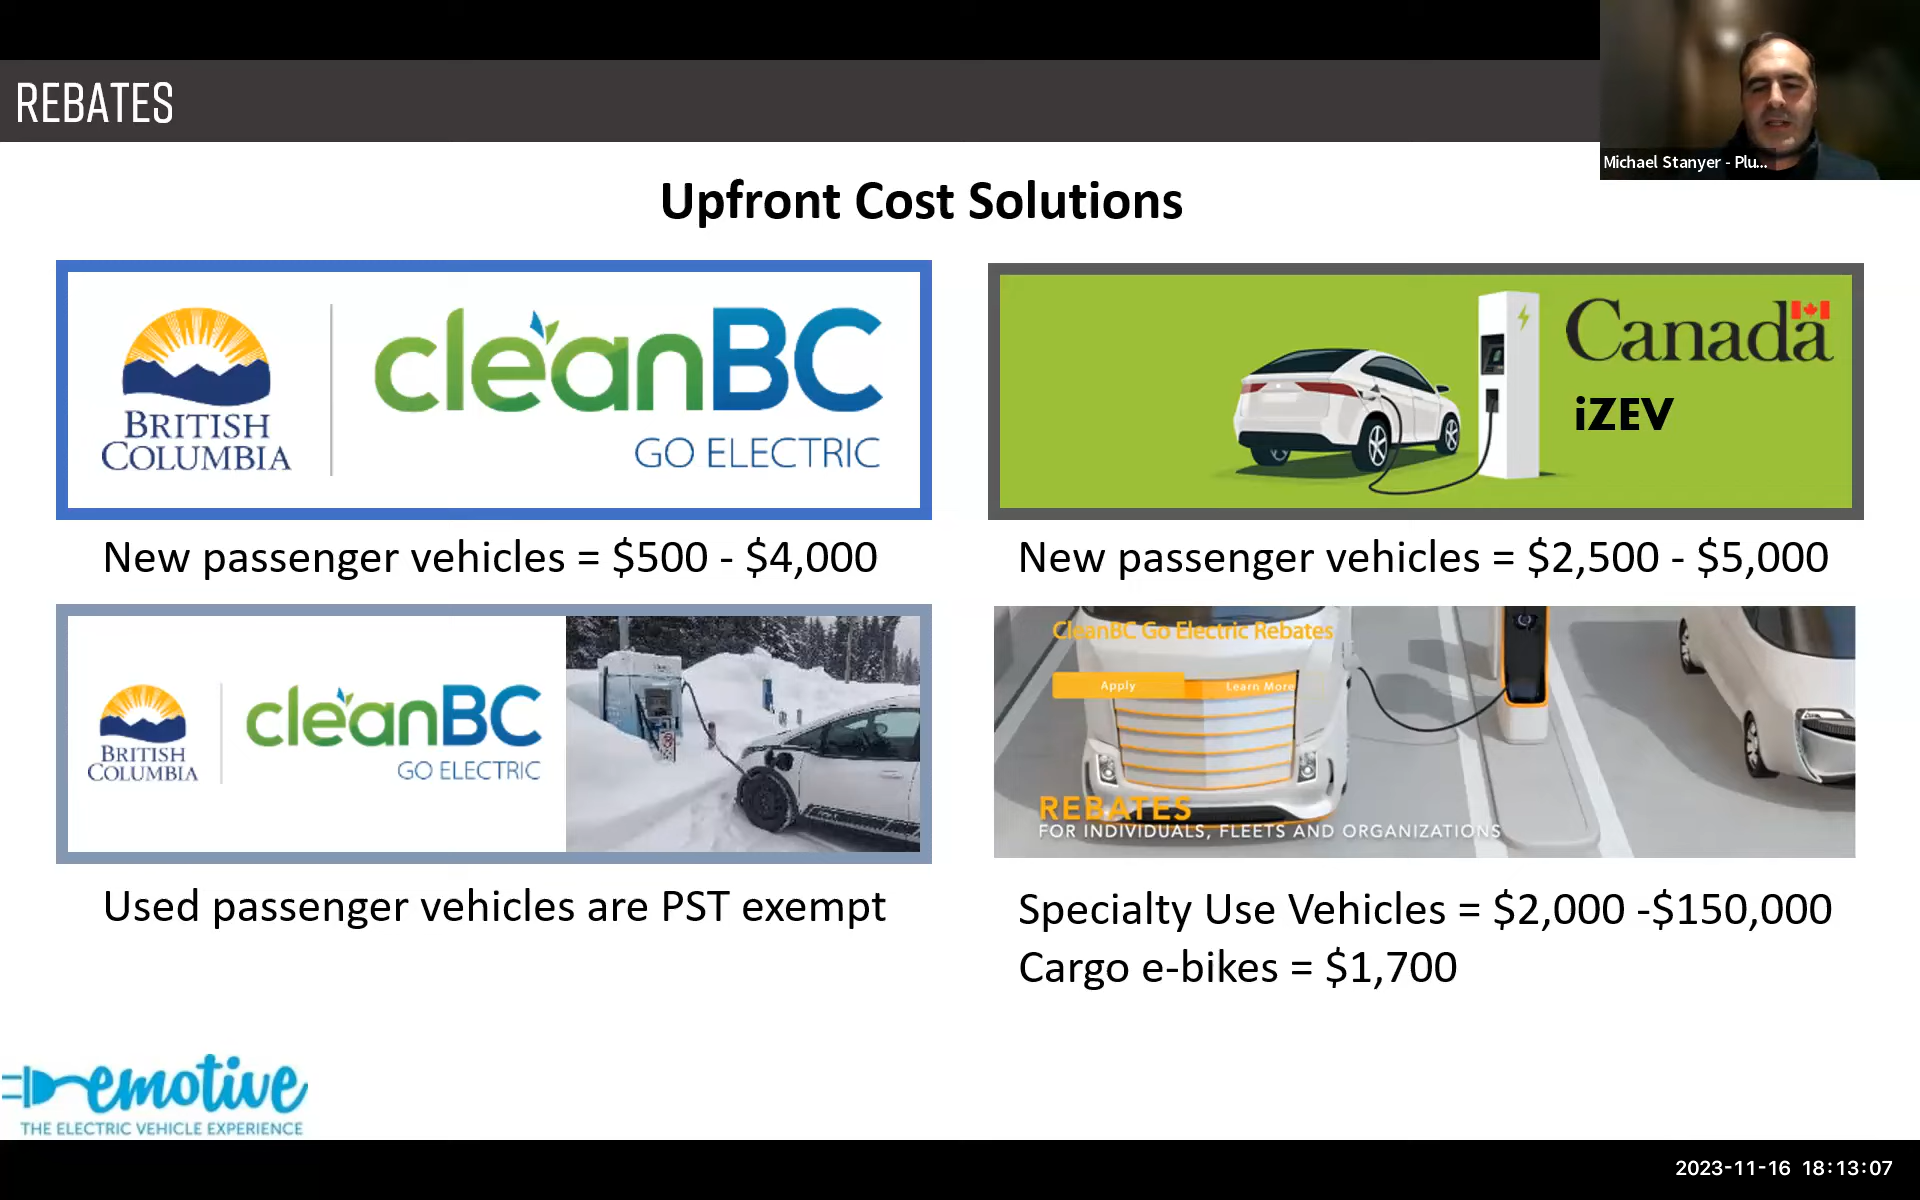 REBATES
Michael Stanyer - Plu...
Upfront Cost Solutions
BRITISH
COLUMBIA
cleanBC
GO ELECTRIC
Canada
iZEV
New passenger vehicles = $500 - $4,000
New passenger vehicles = $2,500 - $5,000
BRITISH
COLUMBIA
cleanBC
GO ELECTRIC
CleanBC Go Electric Rebates
Apply
Learn More
REBATES
FOR INDIVIDUALS, FLEETS AND ORGANIZATIONS
Used passenger vehicles are PST exempt
Specialty Use Vehicles = $2,000 -$150,000
Cargo e-bikes = $1,700
emotive
THE ELECTRIC VEHICLE EXPERIENCE
2023-11-16 18:13:07